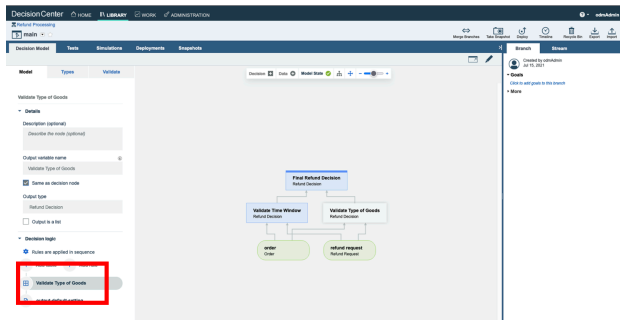 Decision Center HOME LIBRARY WORK ADMINISTRATION odmAdmin
Refund Processing
main
Merge Branches Take Snapshot Deploy Timeline Recycle Bin Export Import
Decision Model Tests Simulations Deployments Snapshots Branch Stream
Model Types Validate
Decision Data Model State
Created by odmAdmin
Jul 15, 2021
Goals
Click to add goals to this branch
More
Validate Type of Goods
Details
Description (optional)
Describe the node (optional)
Output variable name
Validate Type of Goods
Same as decision node
Output type
Refund Decision
Output is a list
Decision logic
Rules are applied in sequence
Validate Type of Goods
Final Refund Decision
Refund Decision
Validate Time Window
Refund Decision
Validate Type of Goods
Refund Decision
order
Order
refund request
Refund Request